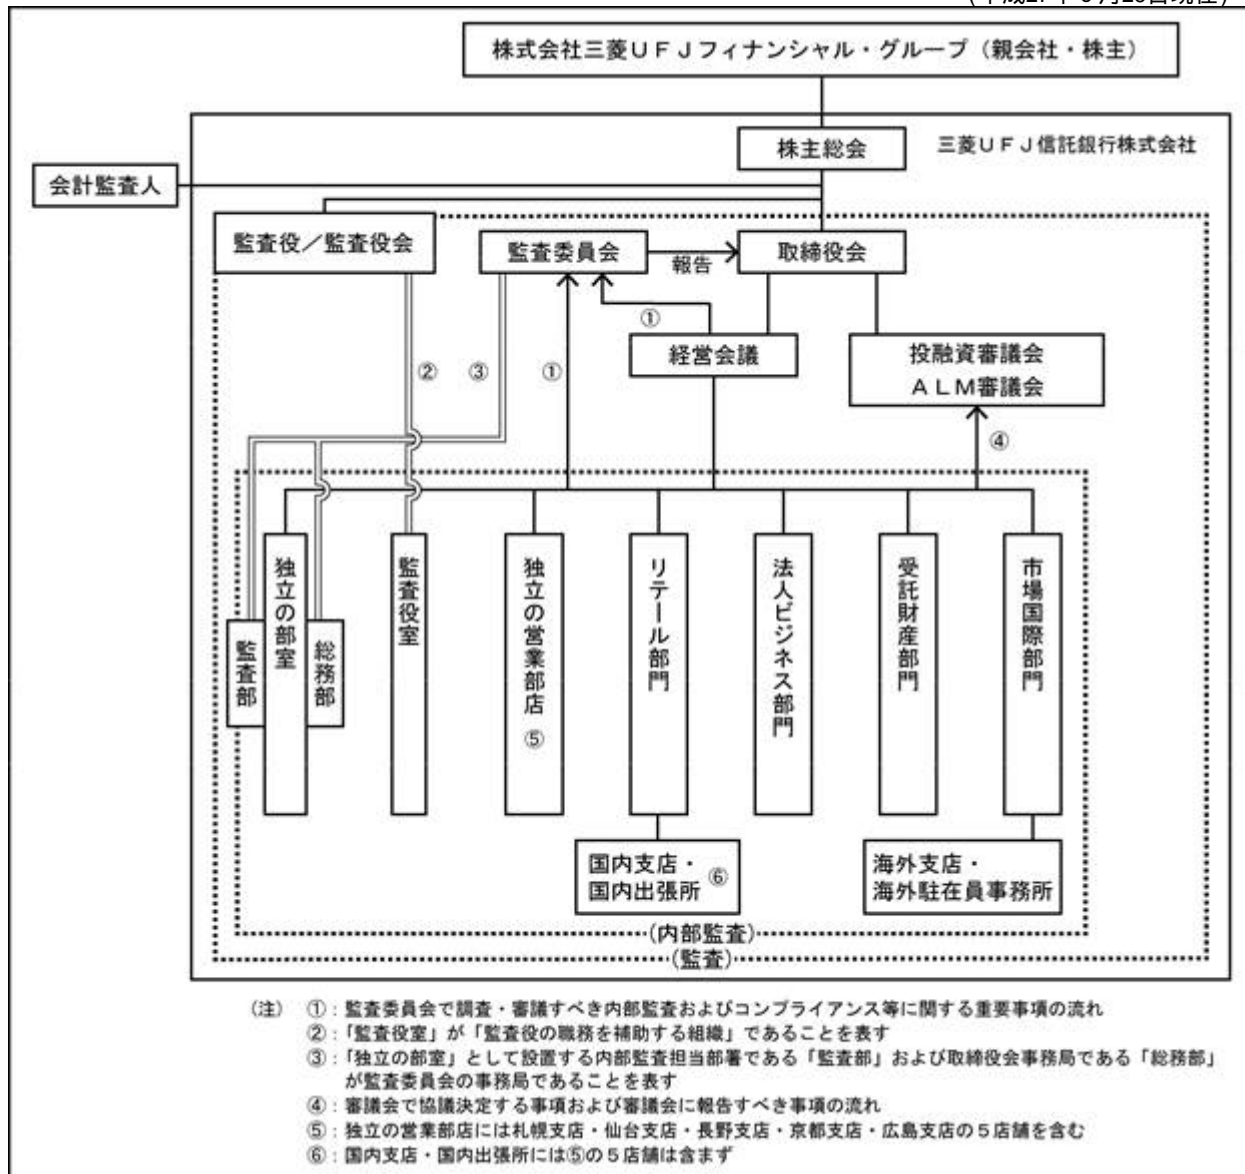 株式会社三菱UFJフィナンシャル・グループ（親会社・株主）
株主総会
三菱UFJ信託銀行株式会社
会計監査人
監査役／監査役会
監査委員会
報告
取締役会
①
経営会議
投融資審議会
ALM審議会
②
③
①
④
独立の部室
監査部
総務部
監査役室
独立の営業部店
⑤
リテール部門
法人ビジネス部門
受託財産部門
市場国際部門
国内支店・
国内出張所
⑥
海外支店・
海外駐在員事務所
(内部監査)
(監査)
(注) ①：監査委員会で調査・審議すべき内部監査およびコンプライアンス等に関する重要事項の流れ
②：「監査役室」が「監査役の職務を補助する組織」であることを表す
③：「独立の部室」として設置する内部監査担当部署である「監査部」および取締役会事務局である「総務部」
が監査委員会の事務局であることを表す
④：審議会で協議決定する事項および審議会に報告すべき事項の流れ
⑤：独立の営業部店には札幌支店・仙台支店・長野支店・京都支店・広島支店の５店舗を含む
⑥：国内支店・国内出張所には⑤の５店舗は含まず